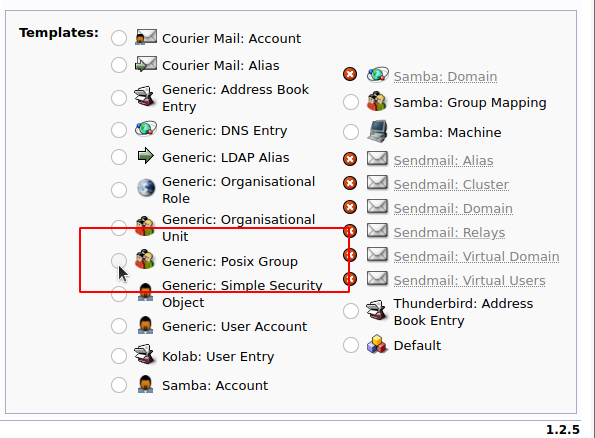 Templates:
Courier Mail: Account
Courier Mail: Alias
Generic: Address Book
Entry
Generic: DNS Entry
Generic: LDAP Alias
Generic: Organisational
Role
Generic: Organisational
Unit
Generic: Posix Group
Generic: Simple Security
Object
Generic: User Account
Kolab: User Entry
Samba: Account
Samba: Domain
Samba: Group Mapping
Samba: Machine
Sendmail: Alias
Sendmail: Cluster
Sendmail: Domain
Sendmail: Relays
Sendmail: Virtual Domain
Sendmail: Virtual Users
Thunderbird: Address
Book Entry
Default
1.2.5